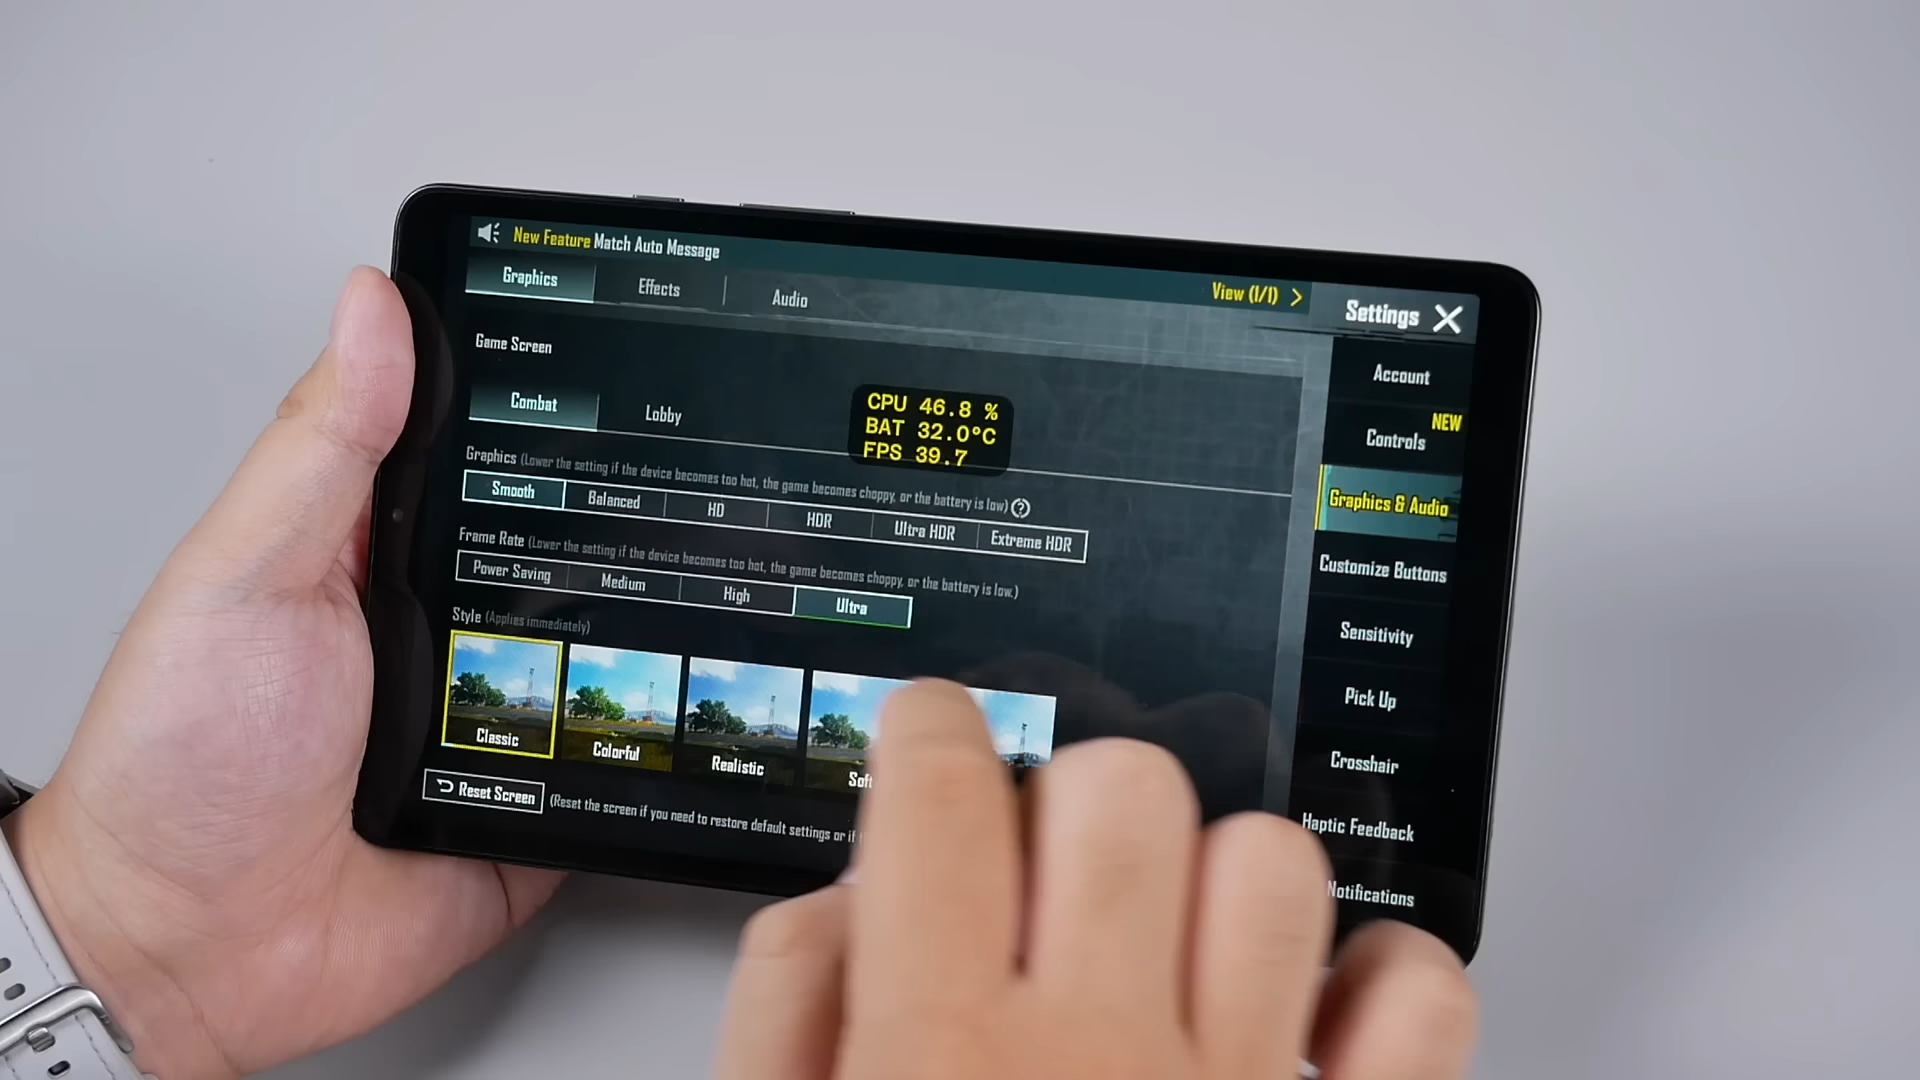 New Feature Match Auto Message
View (1/1)
Settings
Graphics
Effects
Audio
Account
Game Screen
NEW
Controls
Combat
Lobby
CPU 46.8 %
BAT 32.0°C
FPS 39.7
Graphics & Audio
Graphics (Lower the setting if the device becomes too hot, the game becomes choppy, or the battery is low) ?
Smooth
Balanced
HD
HDR
Ultra HDR
Extreme HDR
Customize Buttons
Frame Rate (Lower the setting if the device becomes too hot, the game becomes choppy, or the battery is low.)
Power Saving
Medium
High
Ultra
Sensitivity
Style (Applies immediately)
Pick Up
Classic
Colorful
Realistic
Crosshair
Reset Screen
(Reset the screen if you need to restore default settings or if
Haptic Feedback
Notifications